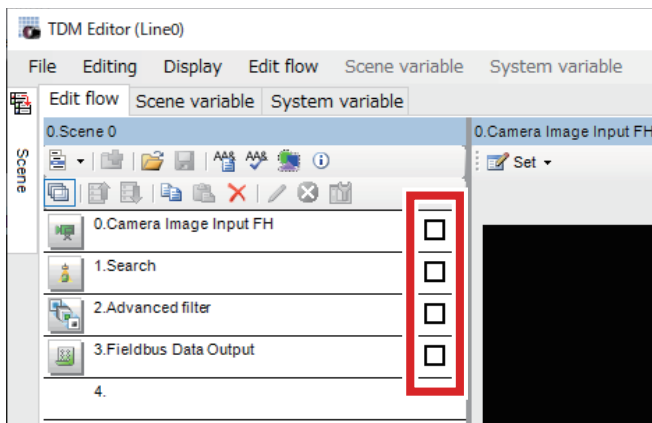 TDM Editor (Line0)
File Editing Display Edit flow Scene variable System variable
Edit flow Scene variable System variable
Scene
0.Scene 0
0.Camera Image Input FH
Set
0.Camera Image Input FH
1.Search
2.Advanced filter
3.Fieldbus Data Output
4.